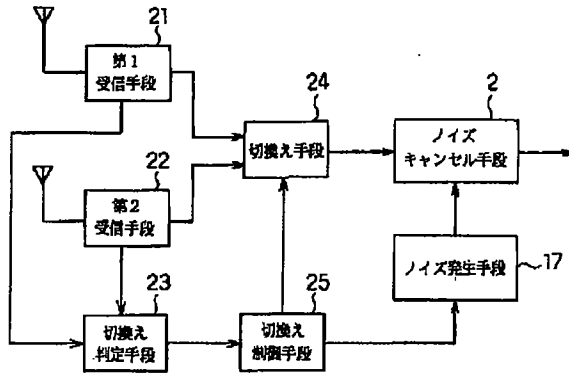 21
第1
受信手段
24
切換え手段
2
ノイズ
キャンセル手段
22
第2
受信手段
ノイズ発生手段
17
23
切換え
判定手段
25
切換え
制御手段